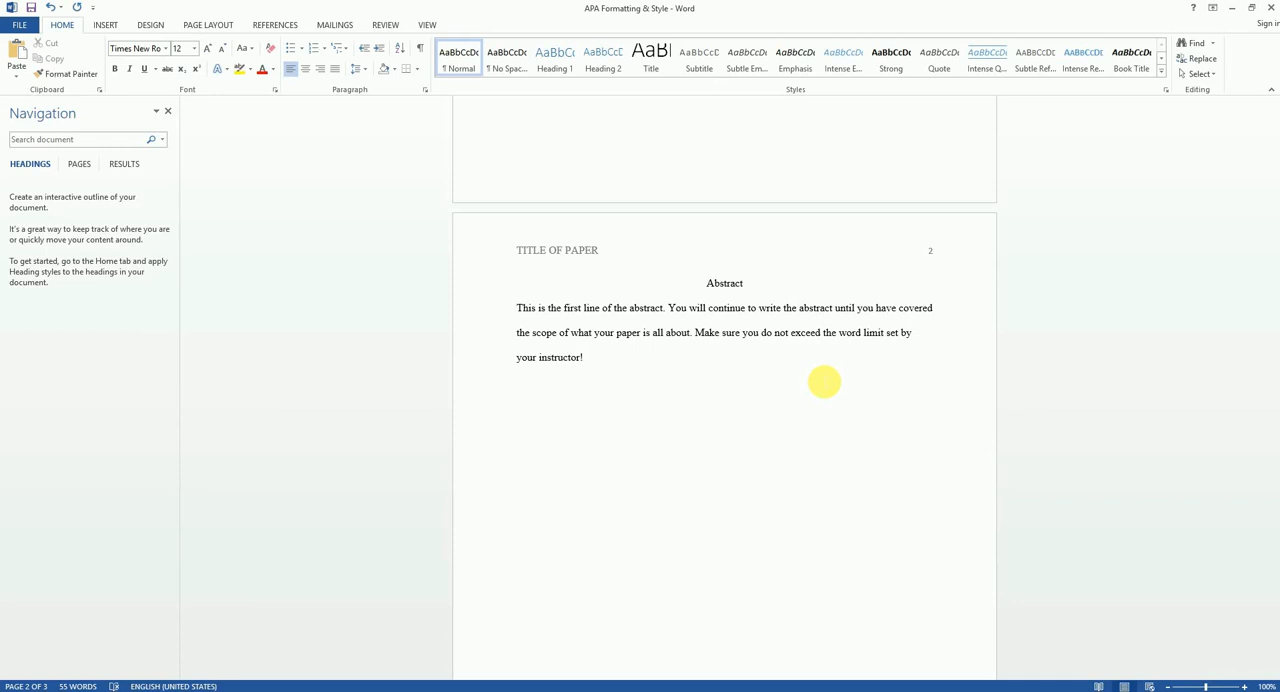 APA Formatting & Style - Word
Sign in
FILE HOME INSERT DESIGN PAGE LAYOUT REFERENCES MAILINGS REVIEW VIEW
Paste
Cut
Copy
Format Painter
Clipboard
Times New Ro 12
Font
Paragraph
AaBbCcDc AaBbCcDc AaBbC AaBbCcC AaBl AaBbCcD AaBbCcDc AaBbCcDc AaBbCcDc AaBbCcDc AaBbCcDc AaBbCcDc AABBCCDC AABBCCDC AaBbCcDc
¶ Normal ¶ No Spac... Heading 1 Heading 2 Title Subtitle Subtle Em... Emphasis Intense E... Strong Quote Intense Q... Subtle Ref... Intense Re... Book Title
Styles
Find
Replace
Select
Editing
Navigation
Search document
HEADINGS PAGES RESULTS
Create an interactive outline of your
document.
It's a great way to keep track of where you are
or quickly move your content around.
To get started, go to the Home tab and apply
Heading styles to the headings in your
document.
TITLE OF PAPER 2
Abstract
This is the first line of the abstract. You will continue to write the abstract until you have covered
the scope of what your paper is all about. Make sure you do not exceed the word limit set by
your instructor!
PAGE 2 OF 3 55 WORDS ENGLISH (UNITED STATES) 100%